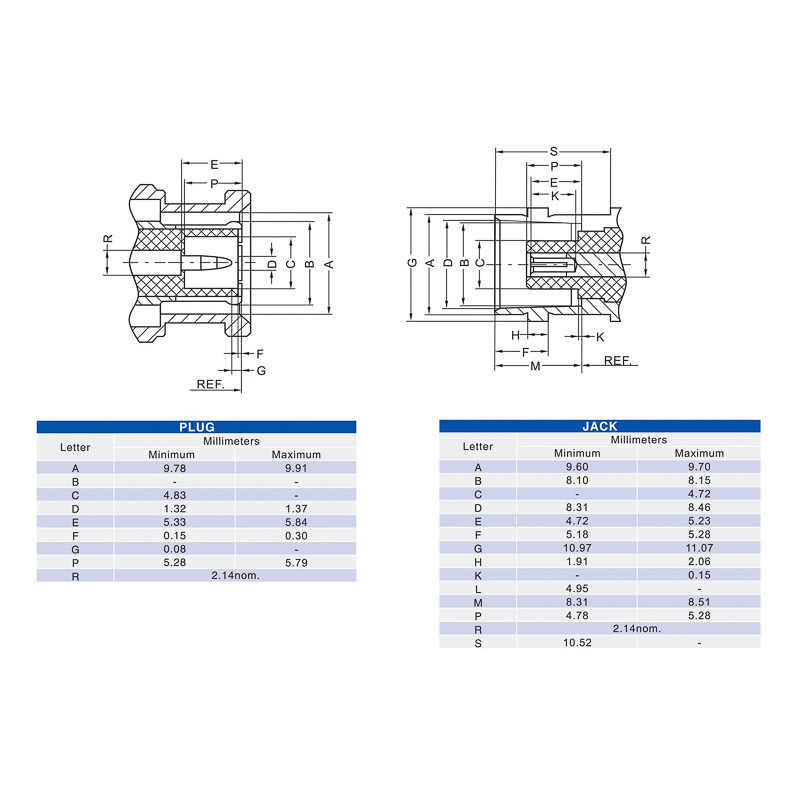 E
P
R
D
C
B
A
F
G
REF.
S
P
E
K
G
A
D
B
C
R
H
K
F
M
REF.
PLUG
Letter Millimeters
Minimum Maximum
A 9.78 9.91
B - -
C 4.83 -
D 1.32 1.37
E 5.33 5.84
F 0.15 0.30
G 0.08 -
P 5.28 5.79
R 2.14nom.
JACK
Letter Millimeters
Minimum Maximum
A 9.60 9.70
B 8.10 8.15
C - 4.72
D 8.31 8.46
E 4.72 5.23
F 5.18 5.28
G 10.97 11.07
H 1.91 2.06
K - 0.15
L 4.95 -
M 8.31 8.51
P 4.78 5.28
R 2.14nom.
S 10.52 -